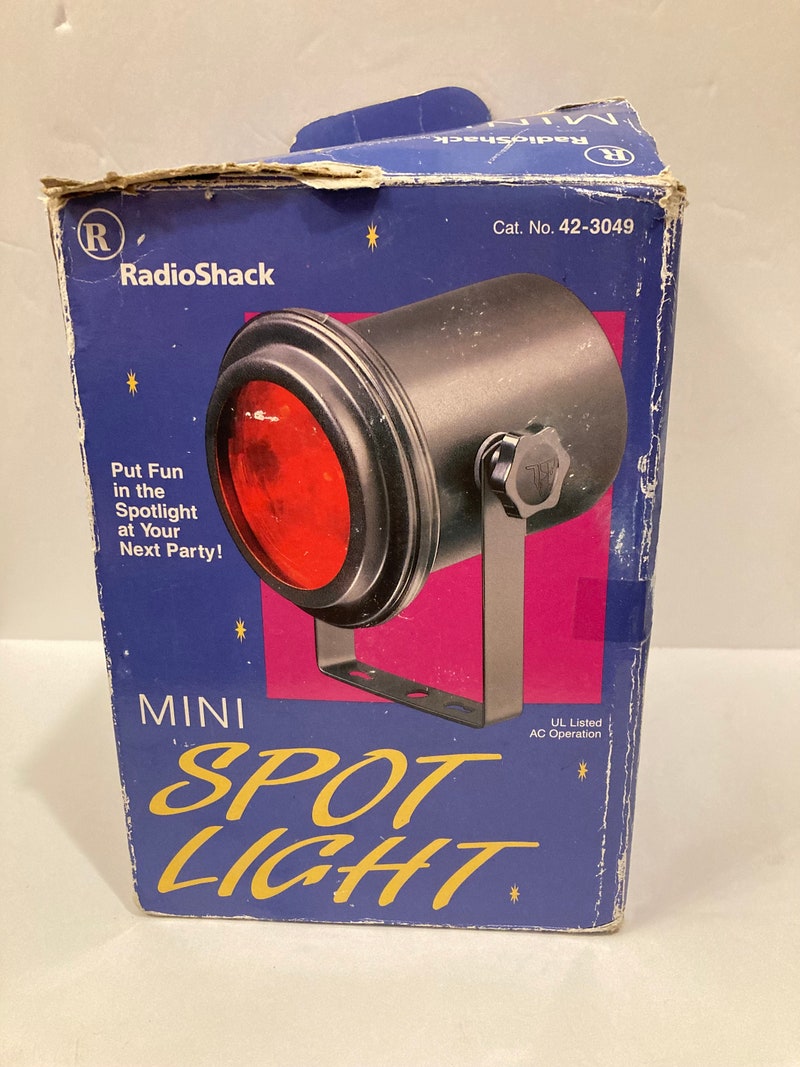 MINI
RadioShack
R
R
RadioShack
Cat. No. 42-3049
Put Fun
in the
Spotlight
at Your
Next Party!
MINI
SPOT
LIGHT
UL Listed
AC Operation